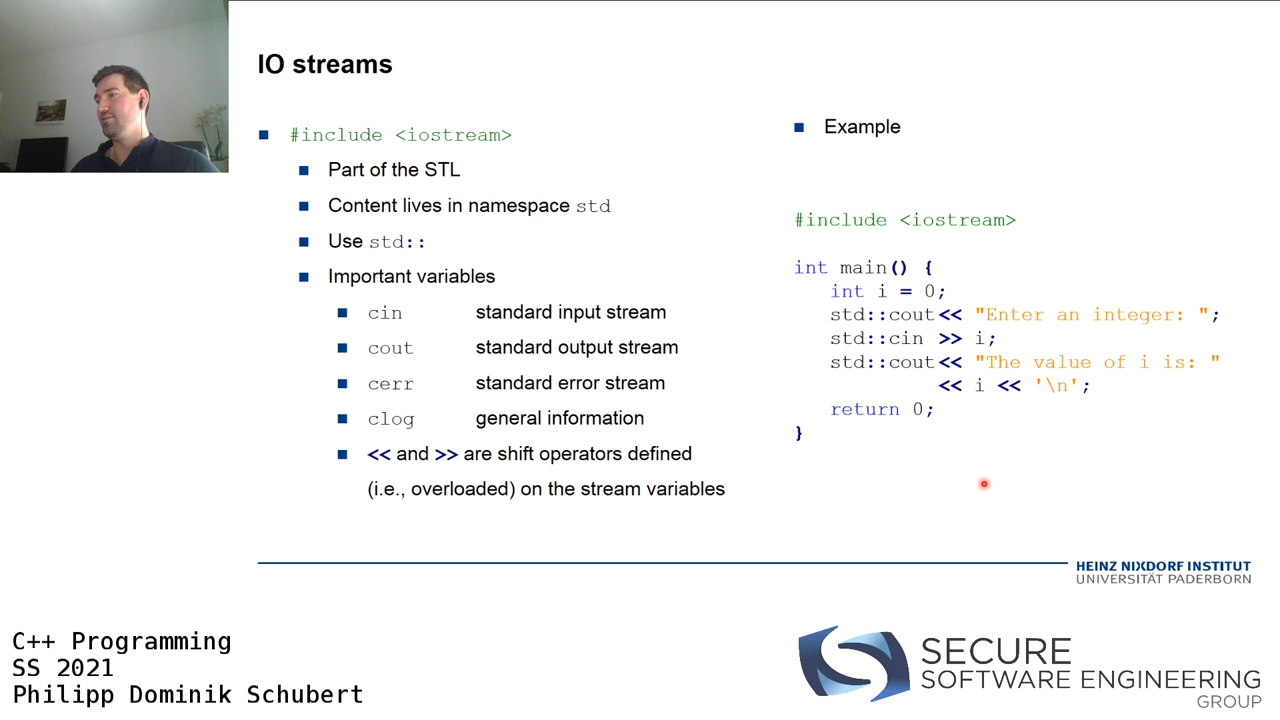 IO streams
#include <iostream>
Part of the STL
Content lives in namespace std
Use std::
Important variables
cin standard input stream
cout standard output stream
cerr standard error stream
clog general information
<< and >> are shift operators defined
(i.e., overloaded) on the stream variables
Example
#include <iostream>
int main() {
int i = 0;
std::cout<< "Enter an integer: ";
std::cin >> i;
std::cout<< "The value of i is: "
<< i << '\n';
return 0;
}
HEINZ NIXDORF INSTITUT
UNIVERSITÄT PADERBORN
C++ Programming
SS 2021
Philipp Dominik Schubert
SECURE
SOFTWARE ENGINEERING
GROUP